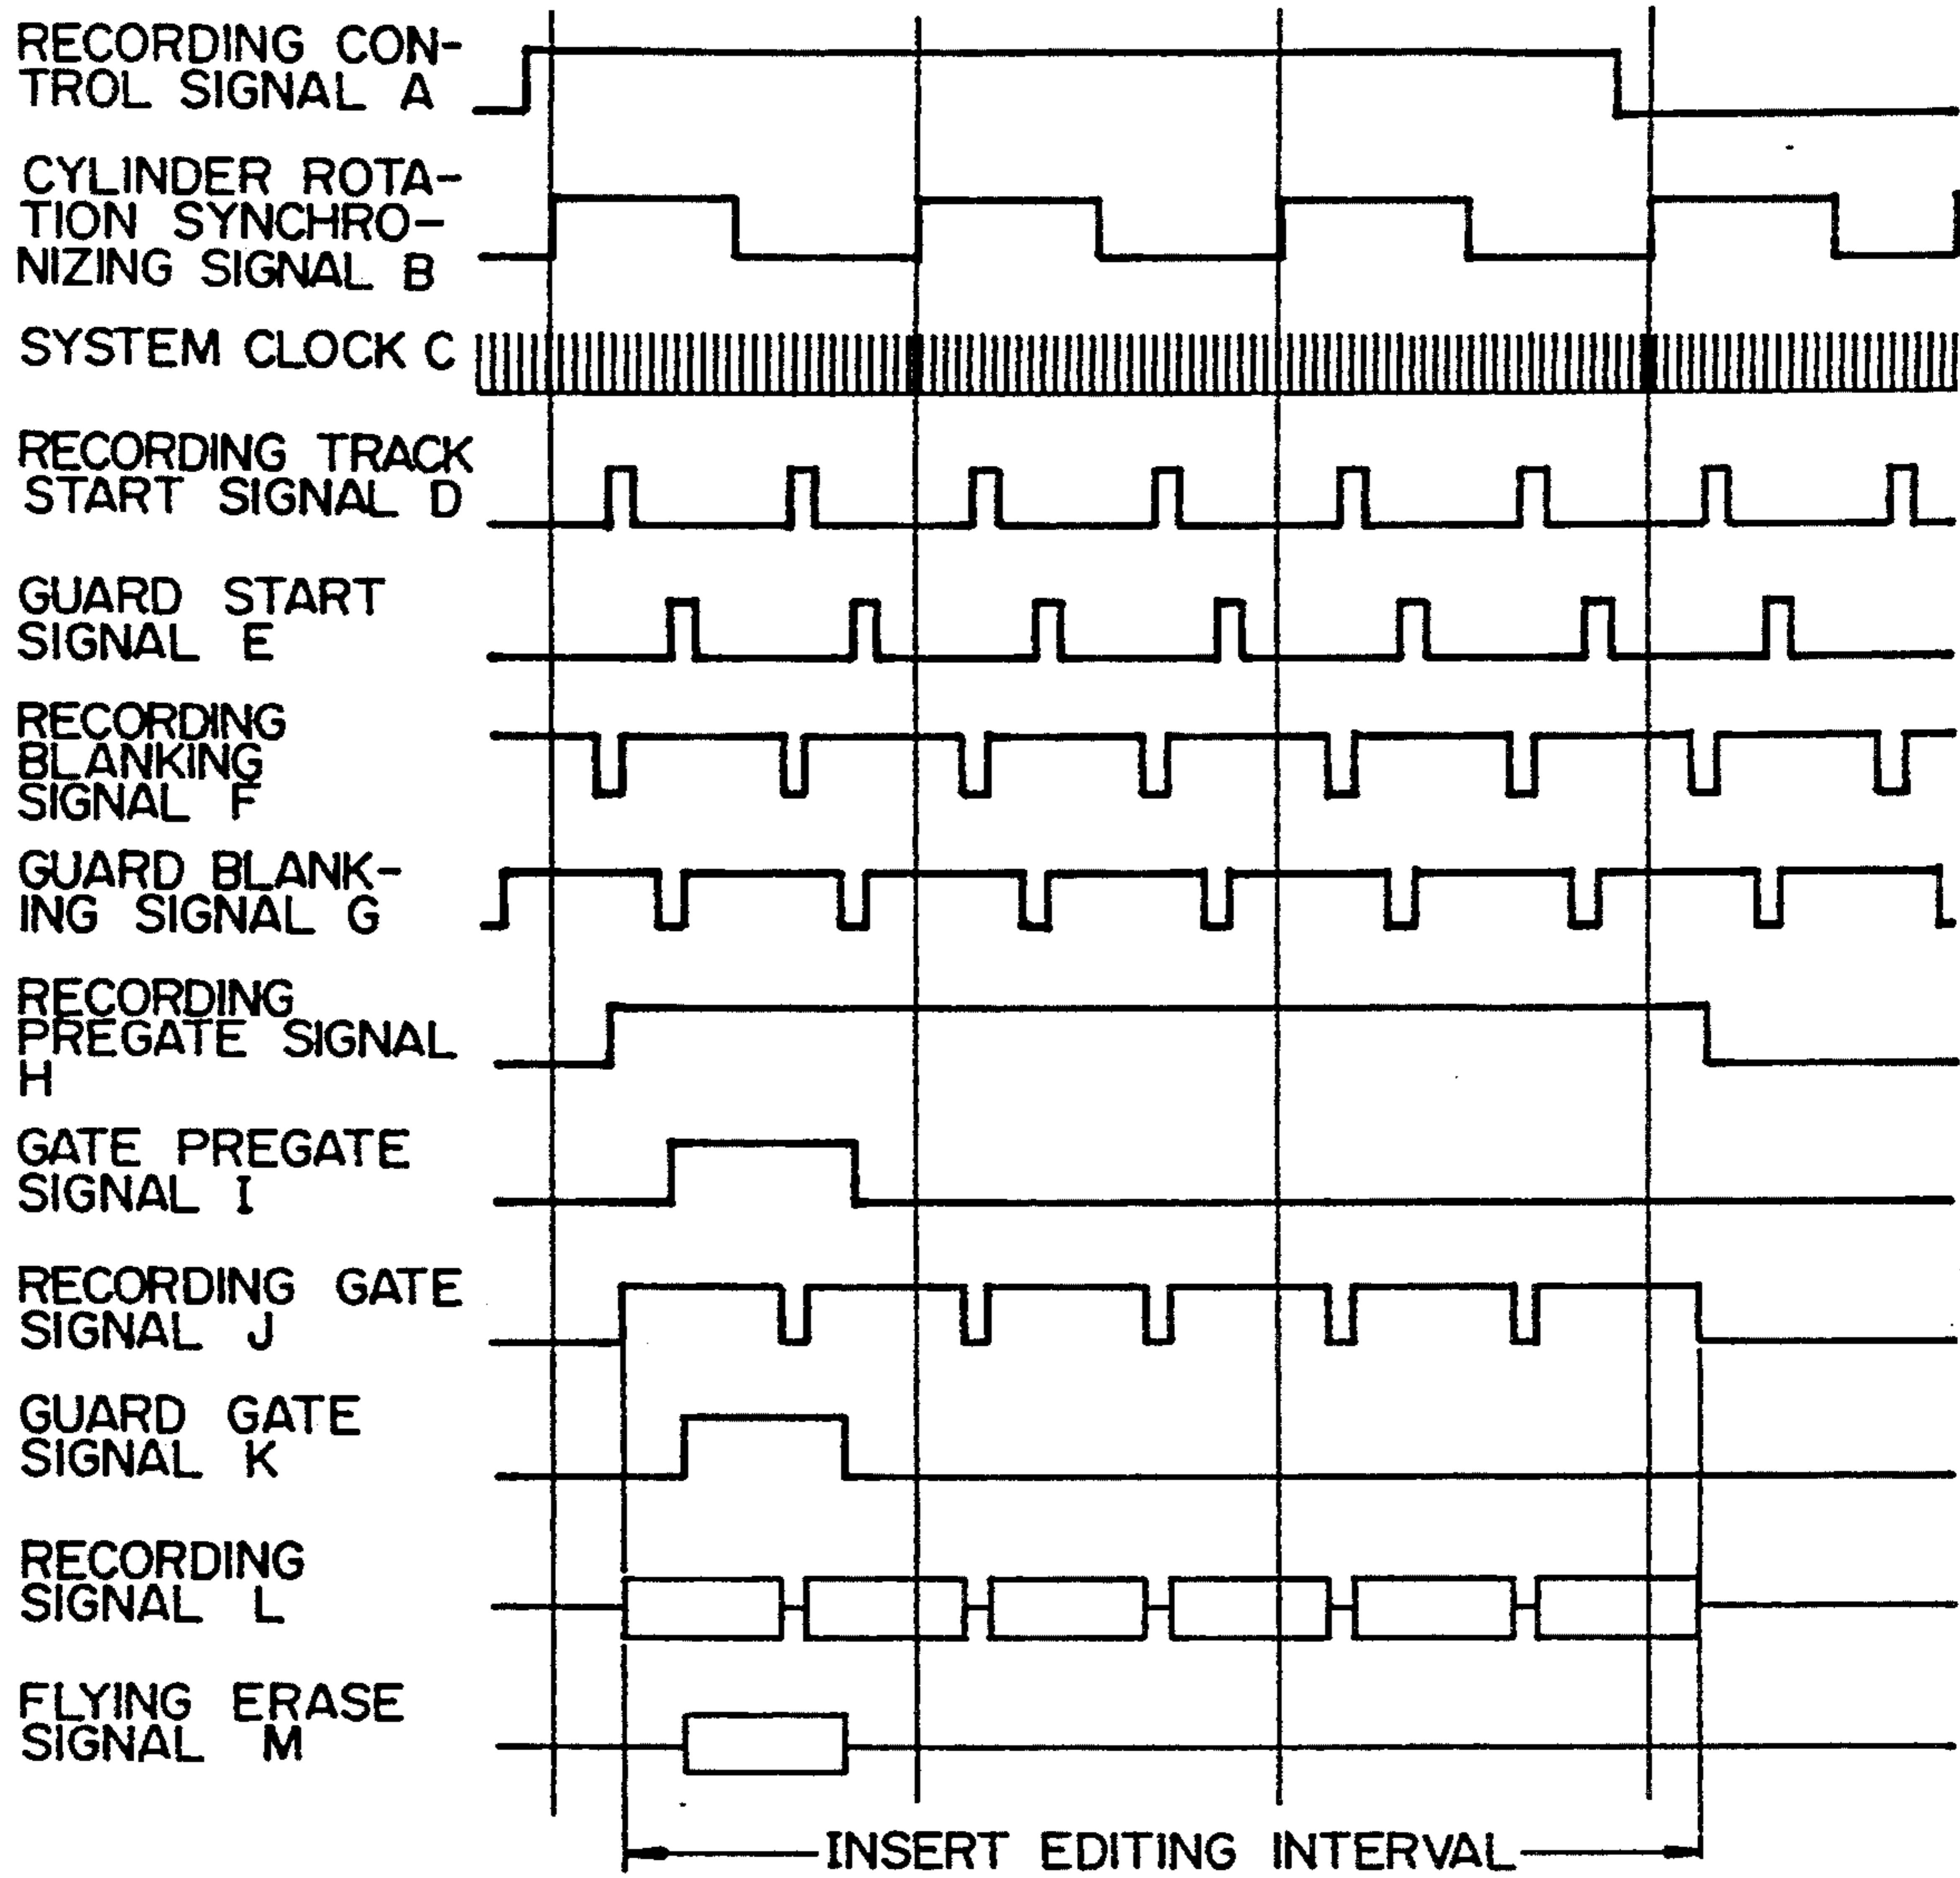 RECORDING CON-
TROL SIGNAL A
CYLINDER ROTA-
TION SYNCHRO-
NIZING SIGNAL B
SYSTEM CLOCK C
RECORDING TRACK
START SIGNAL D
GUARD START
SIGNAL E
RECORDING
BLANKING
SIGNAL F
GUARD BLANK-
ING SIGNAL G
RECORDING
PREGATE SIGNAL
H
GATE PREGATE
SIGNAL I
RECORDING GATE
SIGNAL J
GUARD GATE
SIGNAL K
RECORDING
SIGNAL L
FLYING ERASE
SIGNAL M
INSERT EDITING INTERVAL